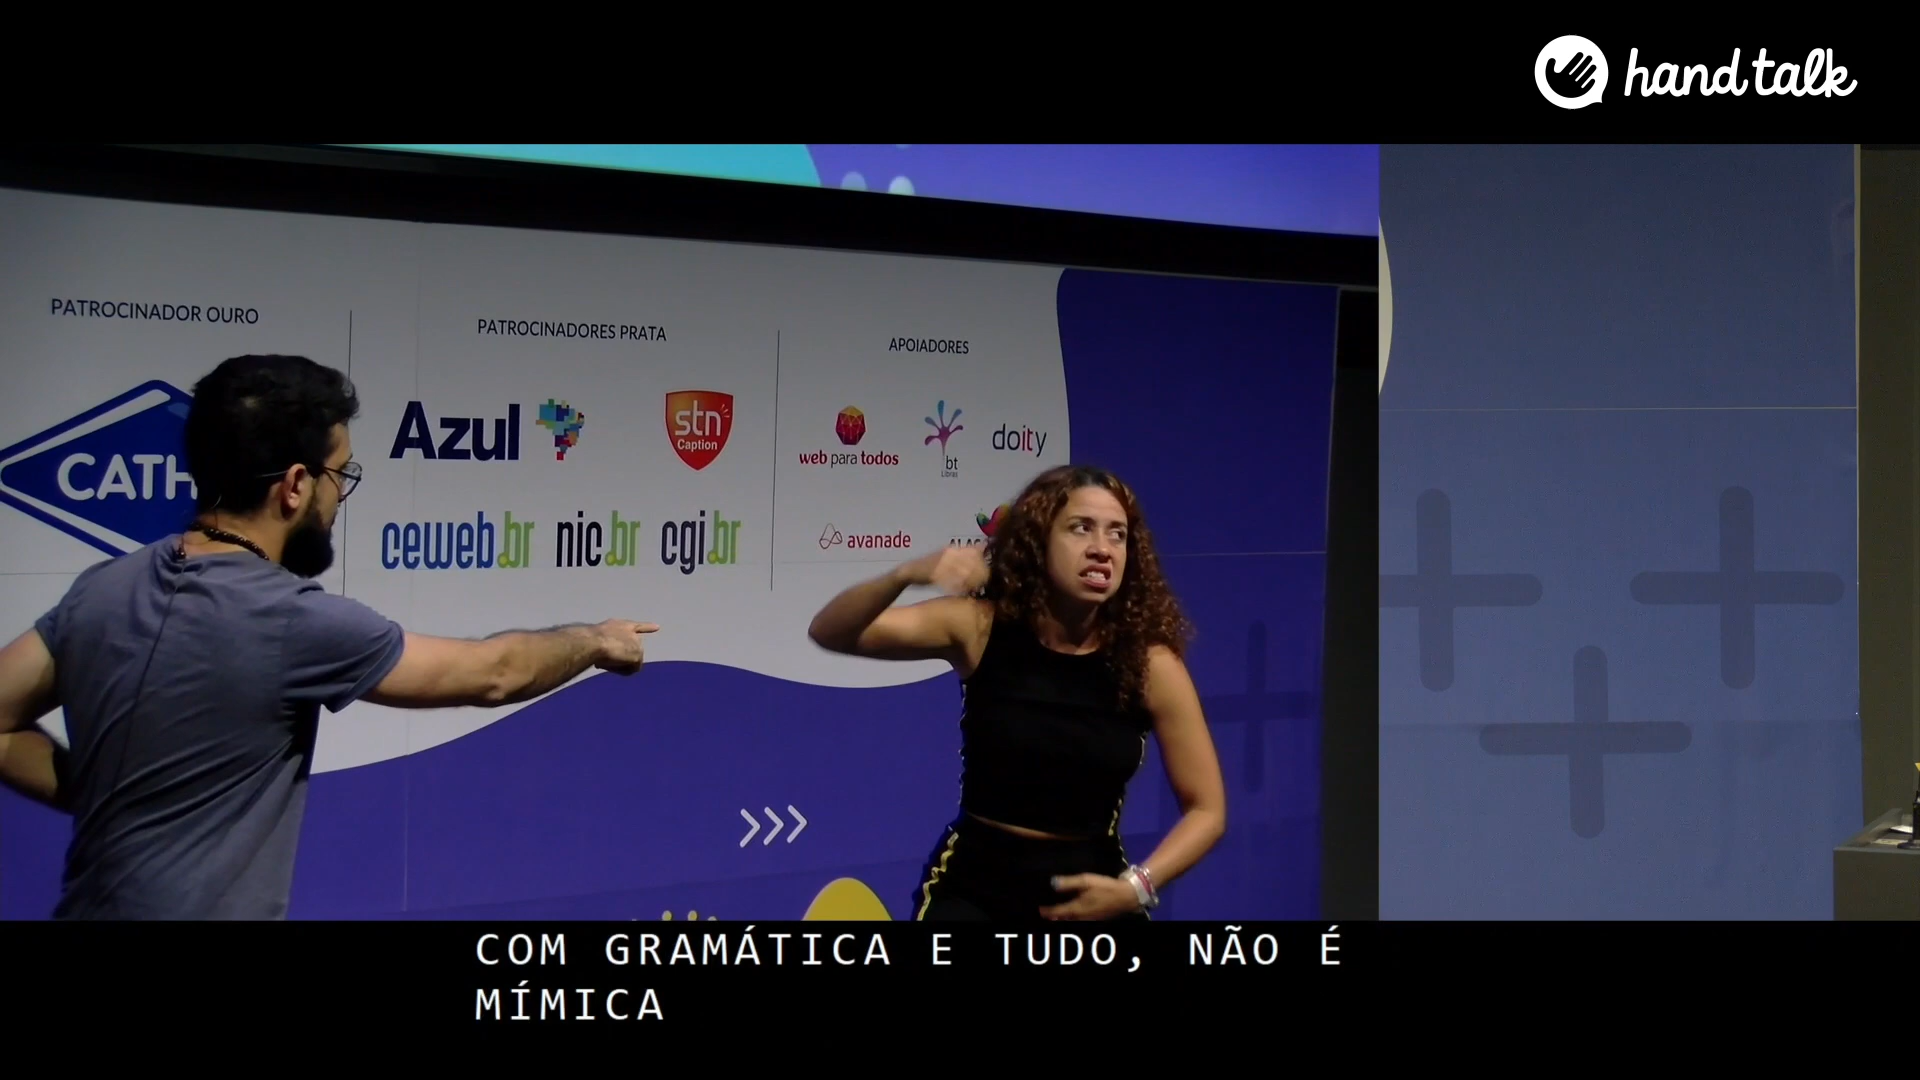 hand talk
PATROCINADOR OURO
PATROCINADORES PRATA
APOIADORES
CATH
Azul
stn
Caption
web para todos
bt
Libras
doity
ceweb.br
nic.br
cgi.br
avanade
COM GRAMÁTICA E TUDO, NÃO É
MÍMICA